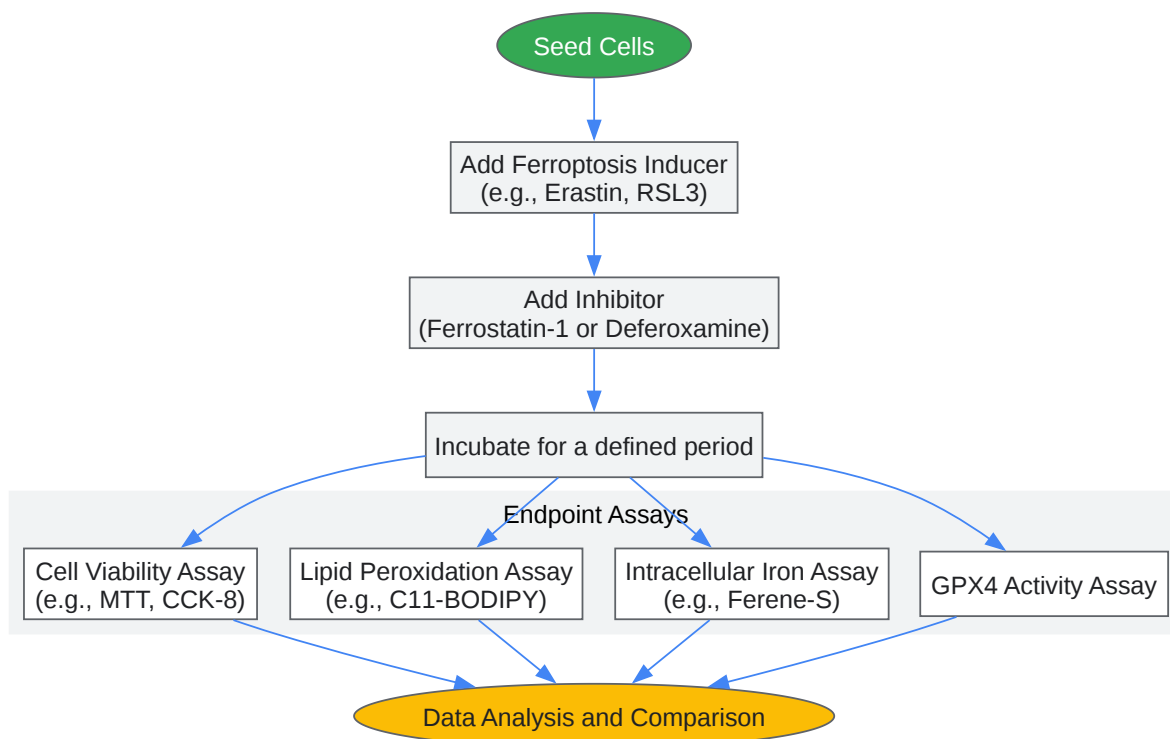 Seed Cells
Add Ferroptosis Inducer
(e.g., Erastin, RSL3)
Add Inhibitor
(Ferrostatin-1 or Deferoxamine)
Incubate for a defined period
Endpoint Assays
Cell Viability Assay
(e.g., MTT, CCK-8)
Lipid Peroxidation Assay
(e.g., C11-BODIPY)
Intracellular Iron Assay
(e.g., Ferene-S)
GPX4 Activity Assay
Data Analysis and Comparison